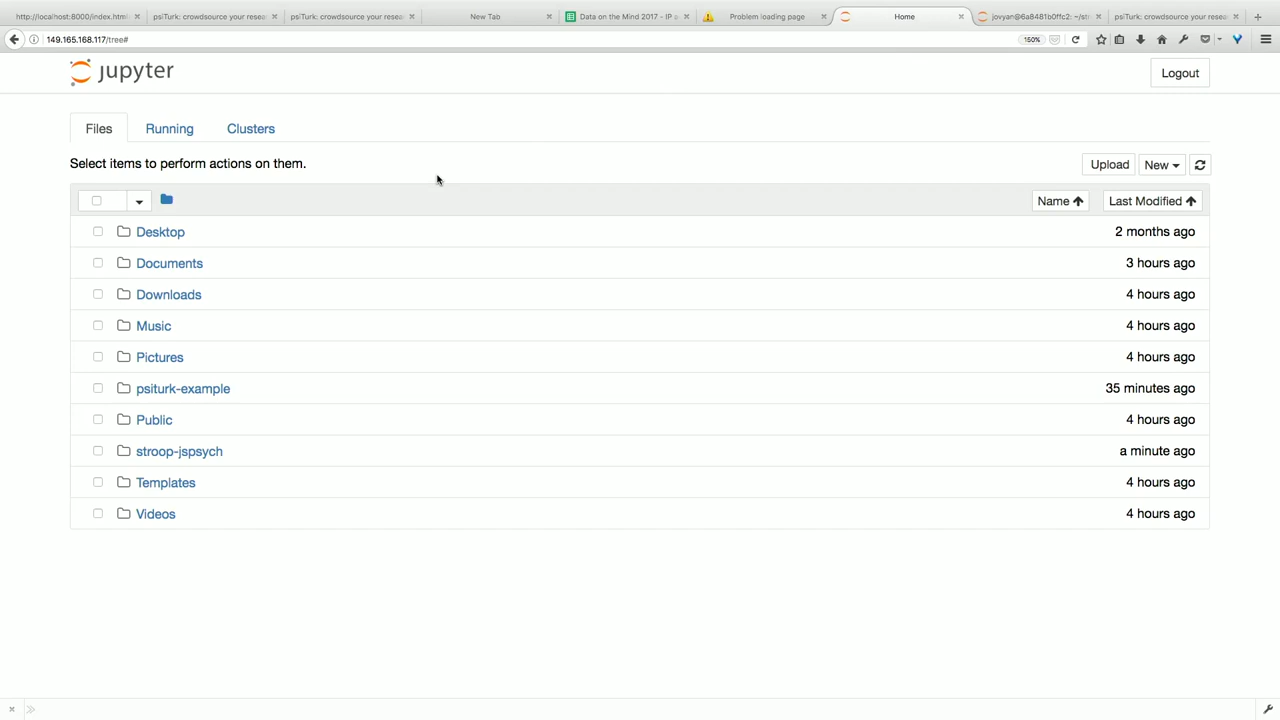 http://localhost:8000/index.html
psiTurk: crowdsource your resea
psiTurk: crowdsource your resea
New Tab
Data on the Mind 2017 - IP a
Problem loading page
Home
jovyan@6a8481b0ffc2: ~/str
psiTurk: crowdsource your resea
149.165.168.117/tree#
150%
jupyter
Logout
Files
Running
Clusters
Select items to perform actions on them.
Upload
New
Name
Last Modified
Desktop 2 months ago
Documents 3 hours ago
Downloads 4 hours ago
Music 4 hours ago
Pictures 4 hours ago
psiturk-example 35 minutes ago
Public 4 hours ago
stroop-jspsych a minute ago
Templates 4 hours ago
Videos 4 hours ago